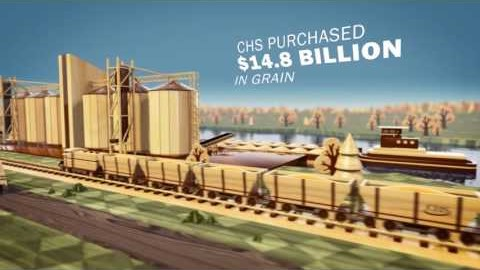 CHS PURCHASED
$14.8 BILLION
IN GRAIN